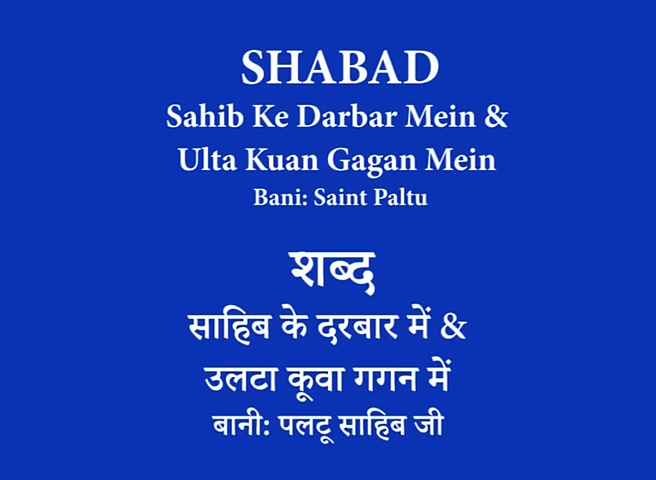 SHABAD
Sahib Ke Darbar Mein &
Ulta Kuan Gagan Mein
Bani: Saint Paltu
शब्द
साहिब के दरबार में &
उलटा कूवा गगन में
बानी: पलटू साहिब जी